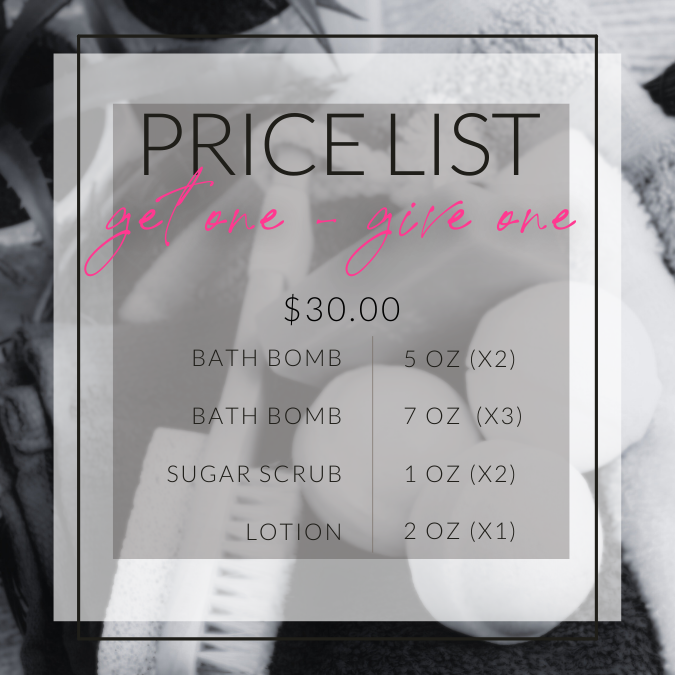 PRICE LIST
get one - give one
$30.00
BATH BOMB 5 OZ (X2)
BATH BOMB 7 OZ (X3)
SUGAR SCRUB 1 OZ (X2)
LOTION 2 OZ (X1)